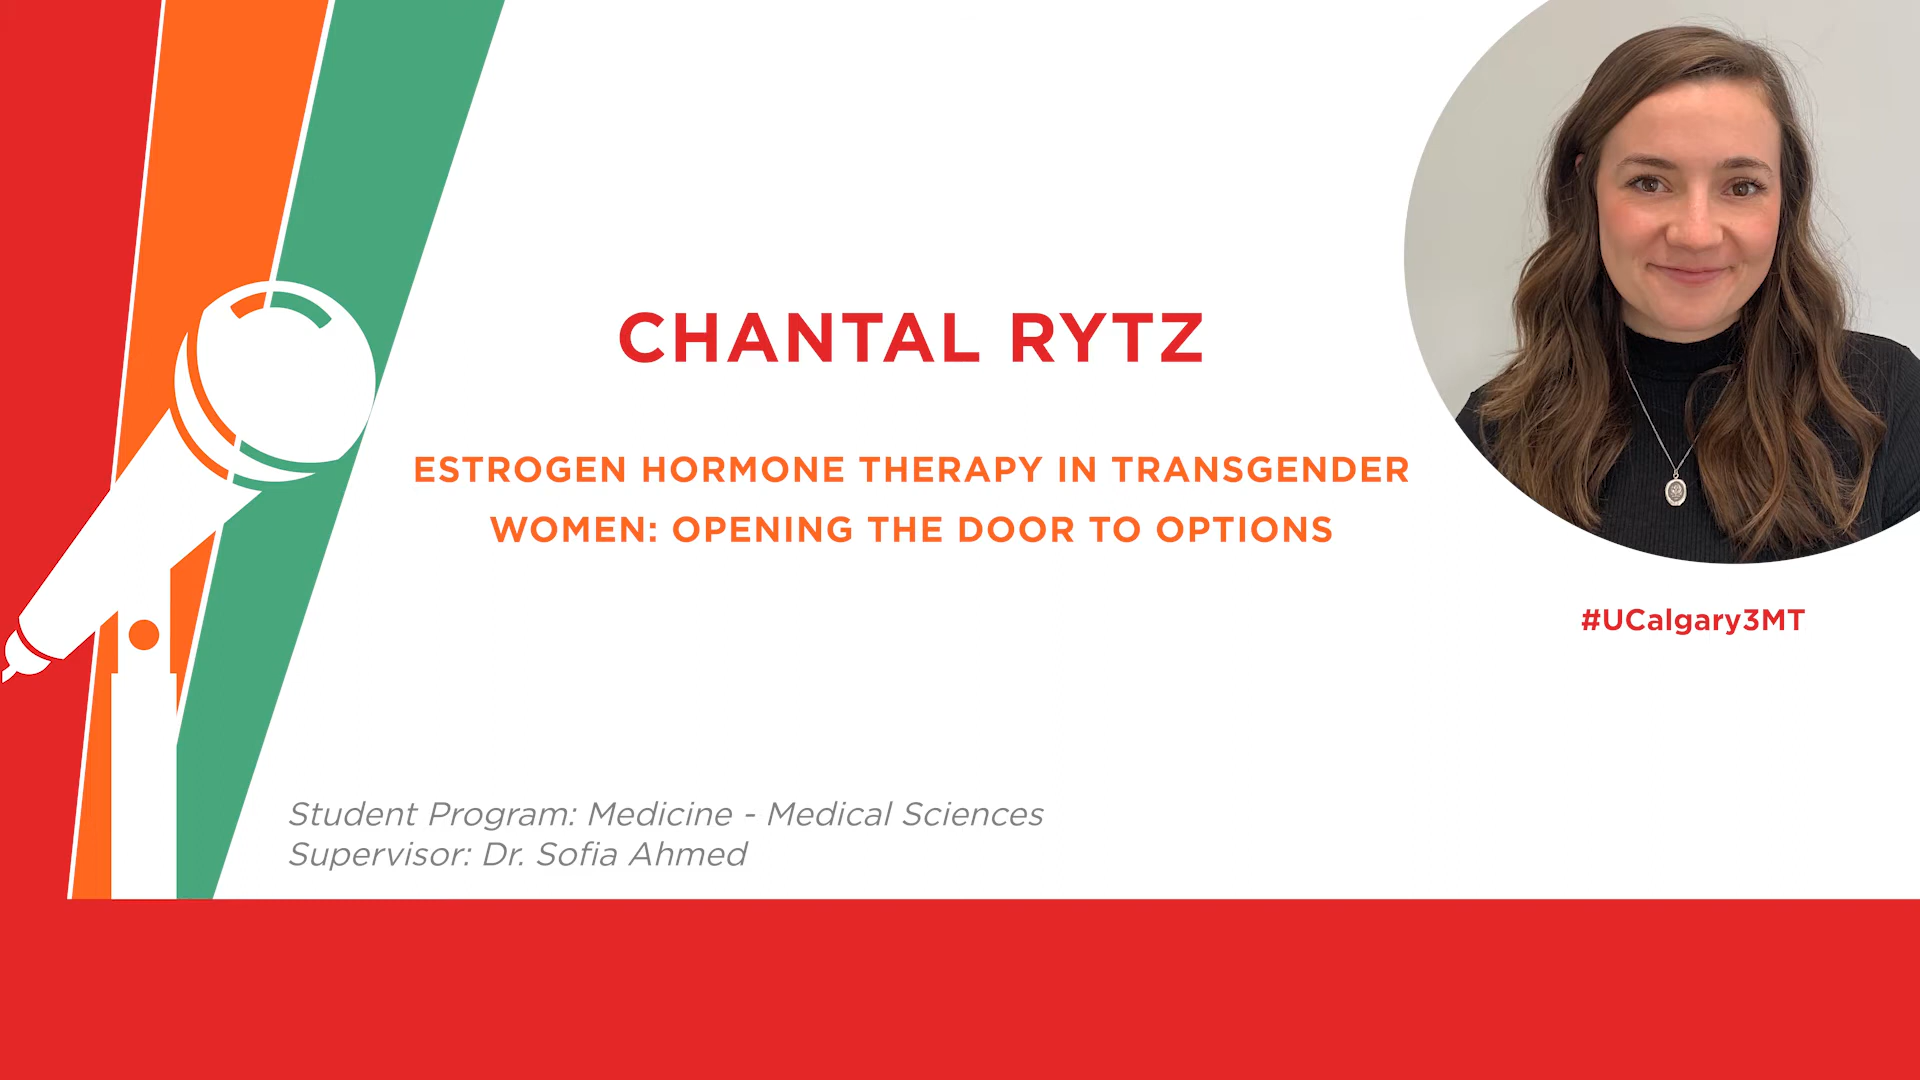 CHANTAL RYTZ
ESTROGEN HORMONE THERAPY IN TRANSGENDER
WOMEN: OPENING THE DOOR TO OPTIONS
#UCalgary3MT
Student Program: Medicine - Medical Sciences
Supervisor: Dr. Sofia Ahmed